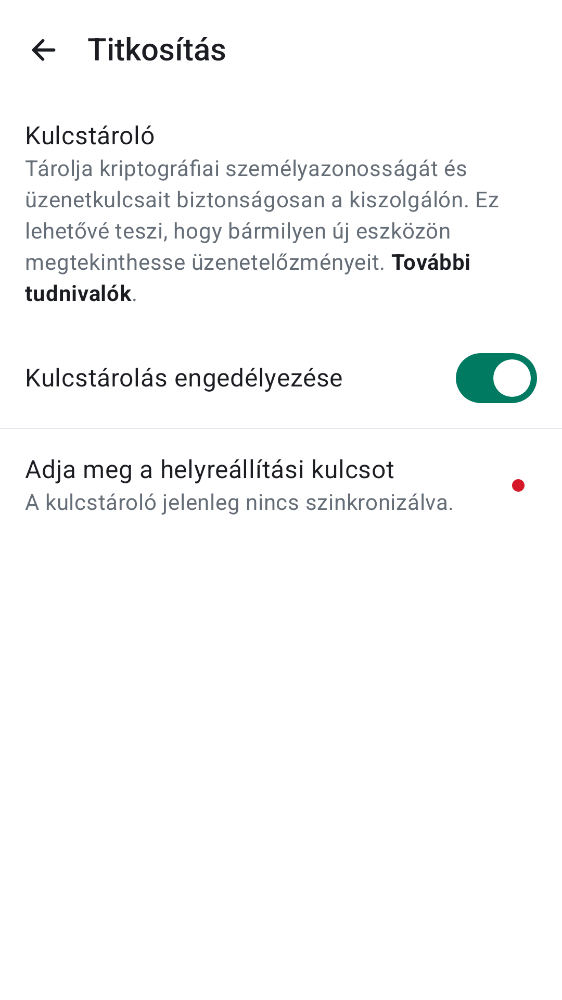 Titkosítás
Kulcstároló
Tárolja kriptográfiai személyazonosságát és
üzenetkulcsait biztonságosan a kiszolgálón. Ez
lehetővé teszi, hogy bármilyen új eszközön
megtekinthesse üzenetelőzményeit. További
tudnivalók.
Kulcstárolás engedélyezése
Adja meg a helyreállítási kulcsot
A kulcstároló jelenleg nincs szinkronizálva.